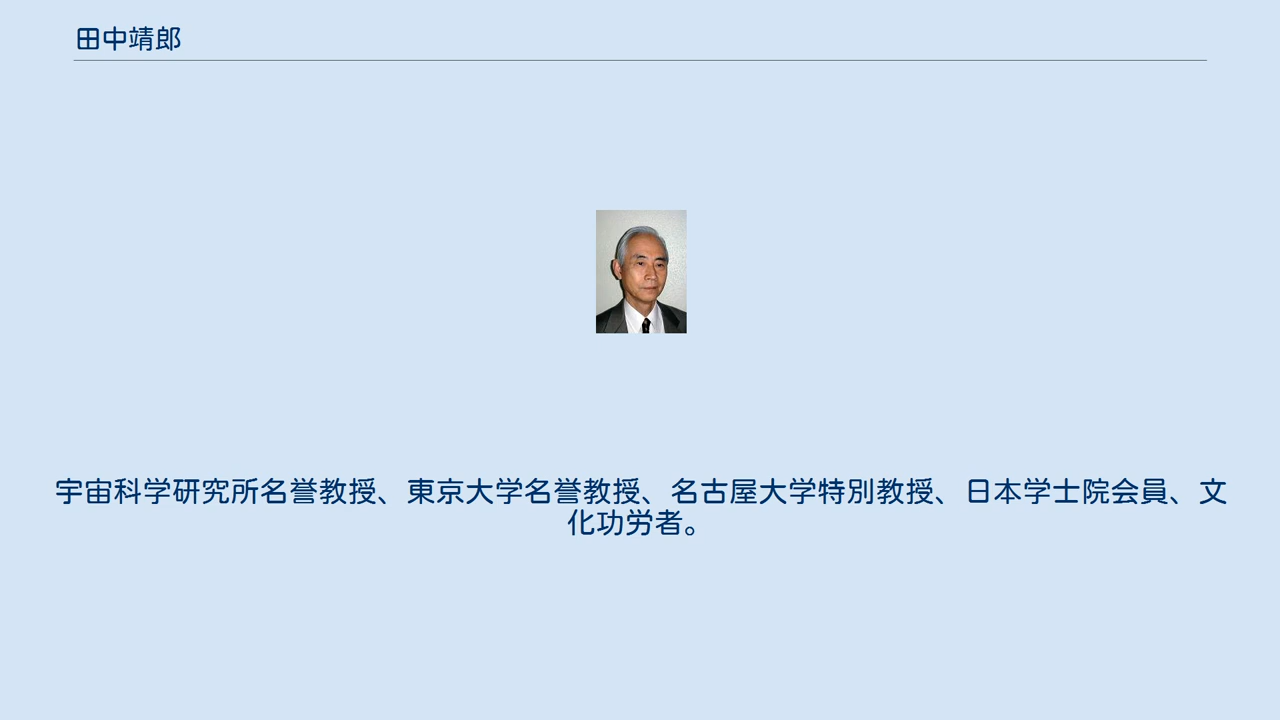 田中靖郎
宇宙科学研究所名誉教授、東京大学名誉教授、名古屋大学特別教授、日本学士院会員、文
化功労者。